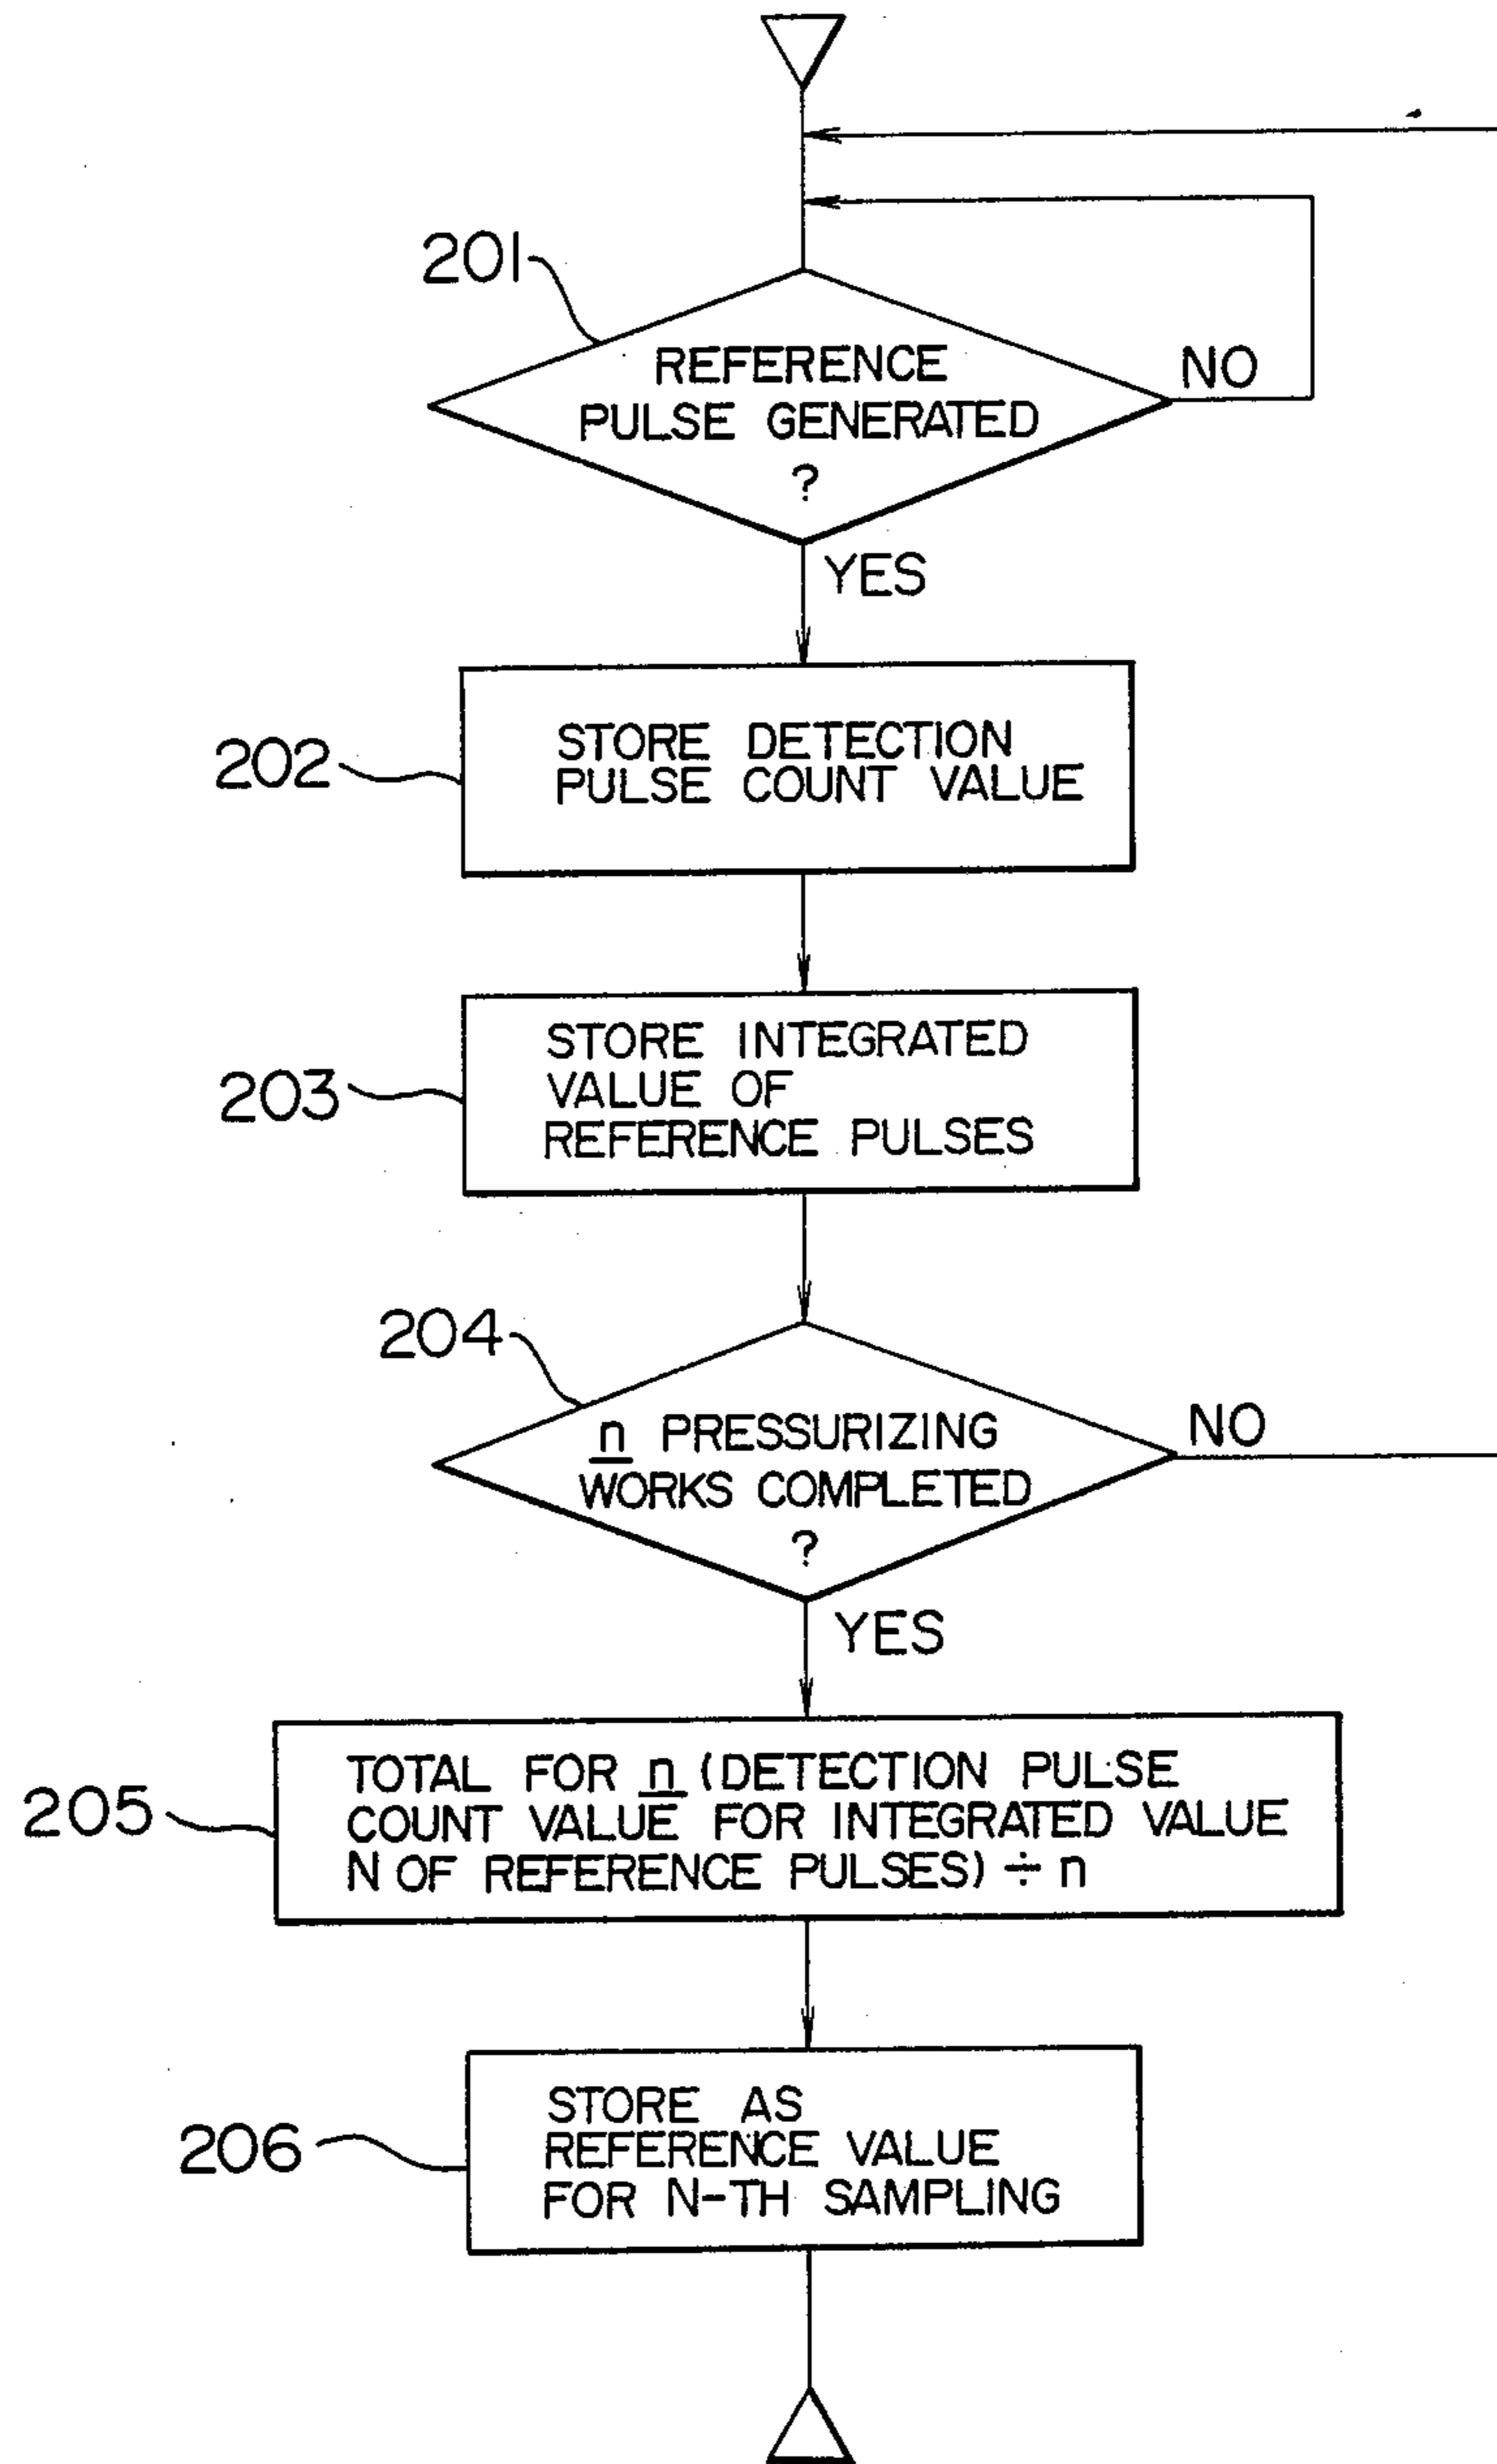 201
REFERENCE
PULSE GENERATED
?
NO
YES
202
STORE DETECTION
PULSE COUNT VALUE
203
STORE INTEGRATED
VALUE OF
REFERENCE PULSES
204
n PRESSURIZING
WORKS COMPLETED
?
NO
YES
205
TOTAL FOR n (DETECTION PULSE
COUNT VALUE FOR INTEGRATED VALUE
N OF REFERENCE PULSES) ÷ n
206
STORE AS
REFERENCE VALUE
FOR N-TH SAMPLING